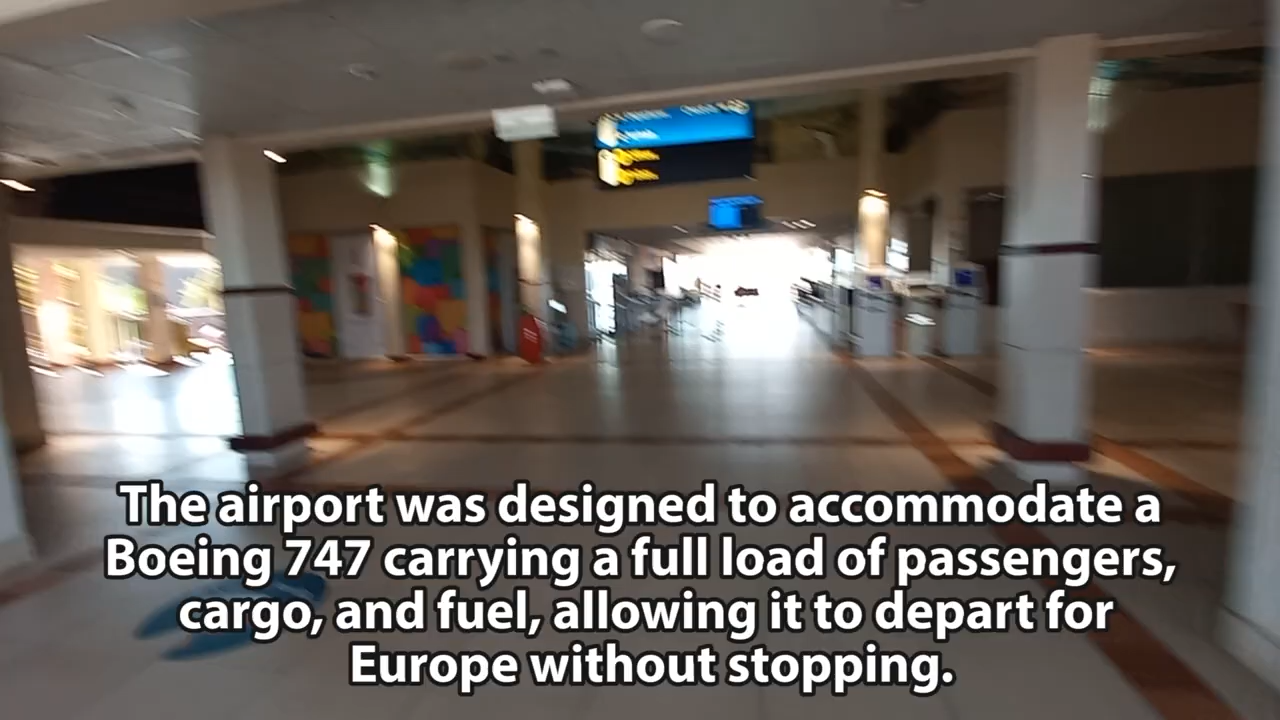 The airport was designed to accommodate a
Boeing 747 carrying a full load of passengers,
cargo, and fuel, allowing it to depart for
Europe without stopping.